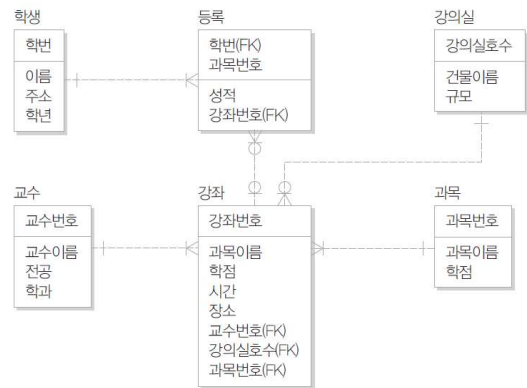 학생
학번
이름
주소
학년
등록
학번(FK)
과목번호
성적
강좌번호(FK)
강의실
강의실호수
건물이름
규모
교수
교수번호
교수이름
전공
학과
강좌
강좌번호
과목이름
학점
시간
장소
교수번호(FK)
강의실호수(FK)
과목번호(FK)
과목
과목번호
과목이름
학점